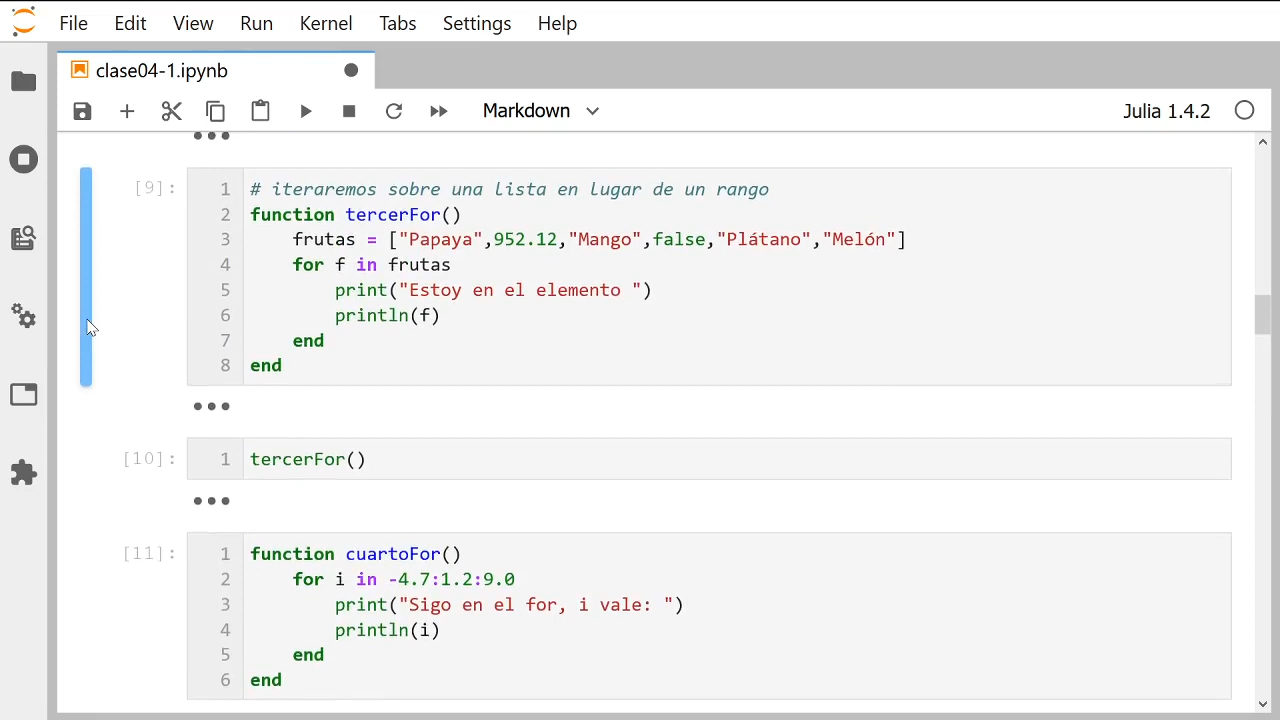 File Edit View Run Kernel Tabs Settings Help
clase04-1.ipynb
Markdown Julia 1.4.2
[9]: 1 # iteraremos sobre una lista en lugar de un rango
2 function tercerFor()
3 frutas = ["Papaya",952.12,"Mango",false,"Plátano","Melón"]
4 for f in frutas
5 print("Estoy en el elemento ")
6 println(f)
7 end
8 end
[10]: 1 tercerFor()
[11]: 1 function cuartoFor()
2 for i in -4.7:1.2:9.0
3 print("Sigo en el for, i vale: ")
4 println(i)
5 end
6 end